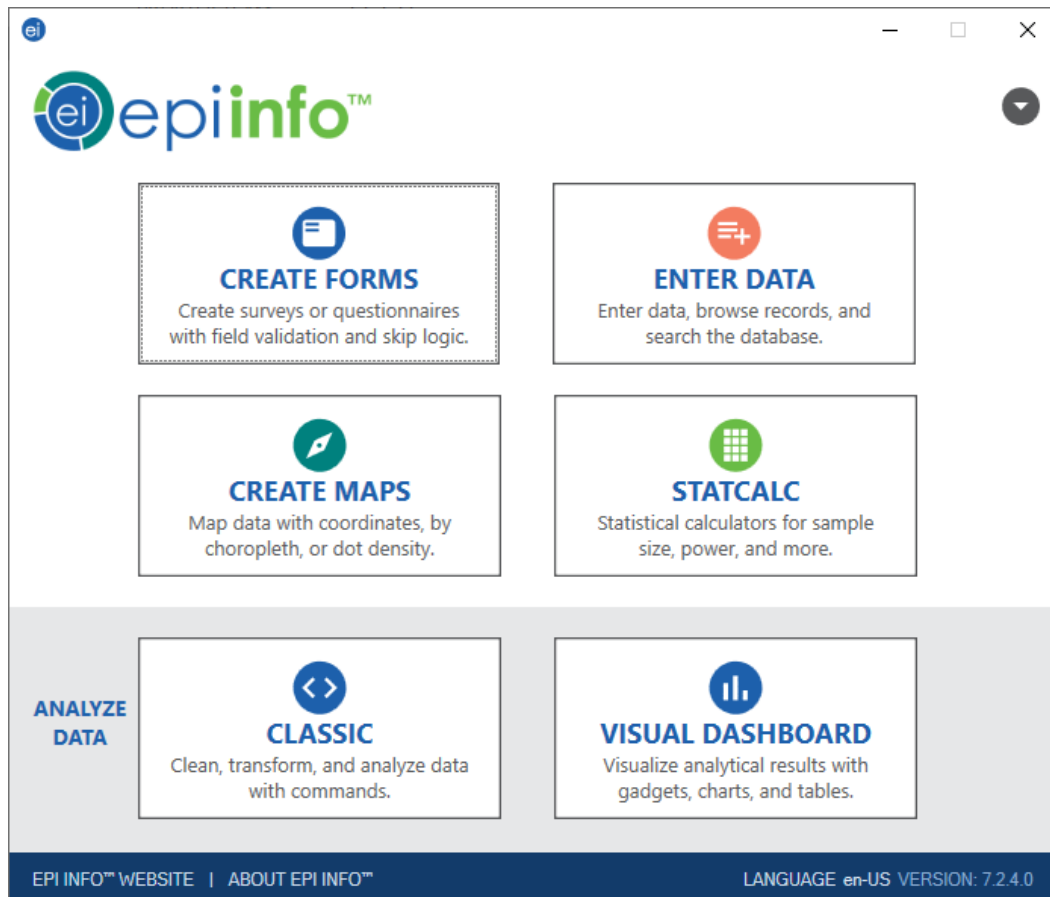 ei
ei epiinfo™
CREATE FORMS
Create surveys or questionnaires
with field validation and skip logic.
ENTER DATA
Enter data, browse records, and
search the database.
CREATE MAPS
Map data with coordinates, by
choropleth, or dot density.
STATCALC
Statistical calculators for sample
size, power, and more.
ANALYZE
DATA
CLASSIC
Clean, transform, and analyze data
with commands.
VISUAL DASHBOARD
Visualize analytical results with
gadgets, charts, and tables.
EPI INFO™ WEBSITE | ABOUT EPI INFO™
LANGUAGE en-US VERSION: 7.2.4.0